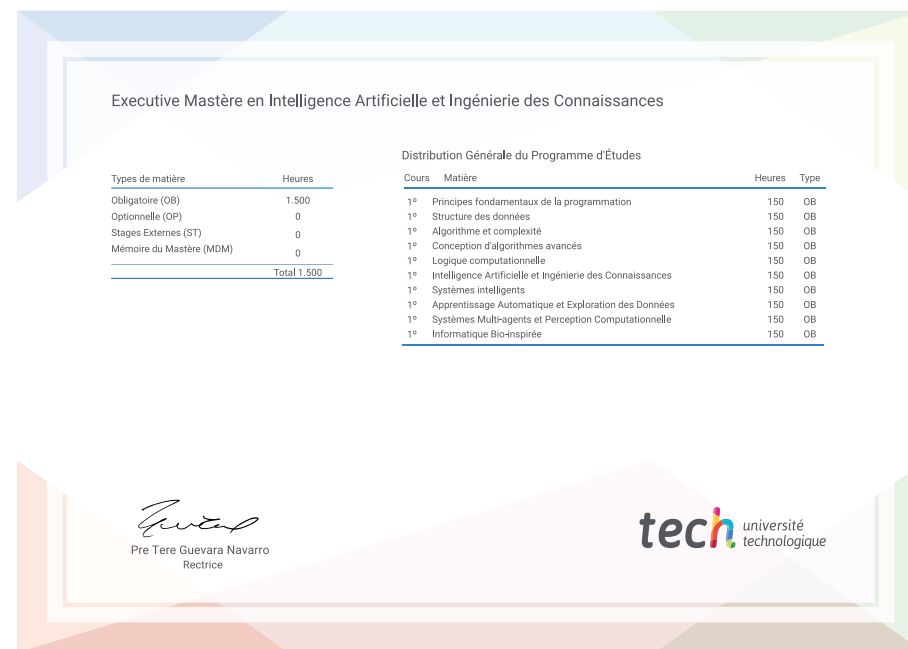 Executive Mastère en Intelligence Artificielle et Ingénierie des Connaissances
Types de matière Heures
Obligatoire (OB) 1.500
Optionnelle (OP) 0
Stages Externes (ST) 0
Mémoire du Mastère (MDM) 0
Total 1.500
Distribution Générale du Programme d'Études
Cours Matière Heures Type
1º Principes fondamentaux de la programmation 150 OB
1º Structure des données 150 OB
1º Algorithme et complexité 150 OB
1º Conception d'algorithmes avancés 150 OB
1º Logique computationnelle 150 OB
1º Intelligence Artificielle et Ingénierie des Connaissances 150 OB
1º Systèmes intelligents 150 OB
1º Apprentissage Automatique et Exploration des Données 150 OB
1º Systèmes Multi-agents et Perception Computationnelle 150 OB
1º Informatique Bio-inspirée 150 OB
Pre Tere Guevara Navarro
Rectrice
tech université
technologique